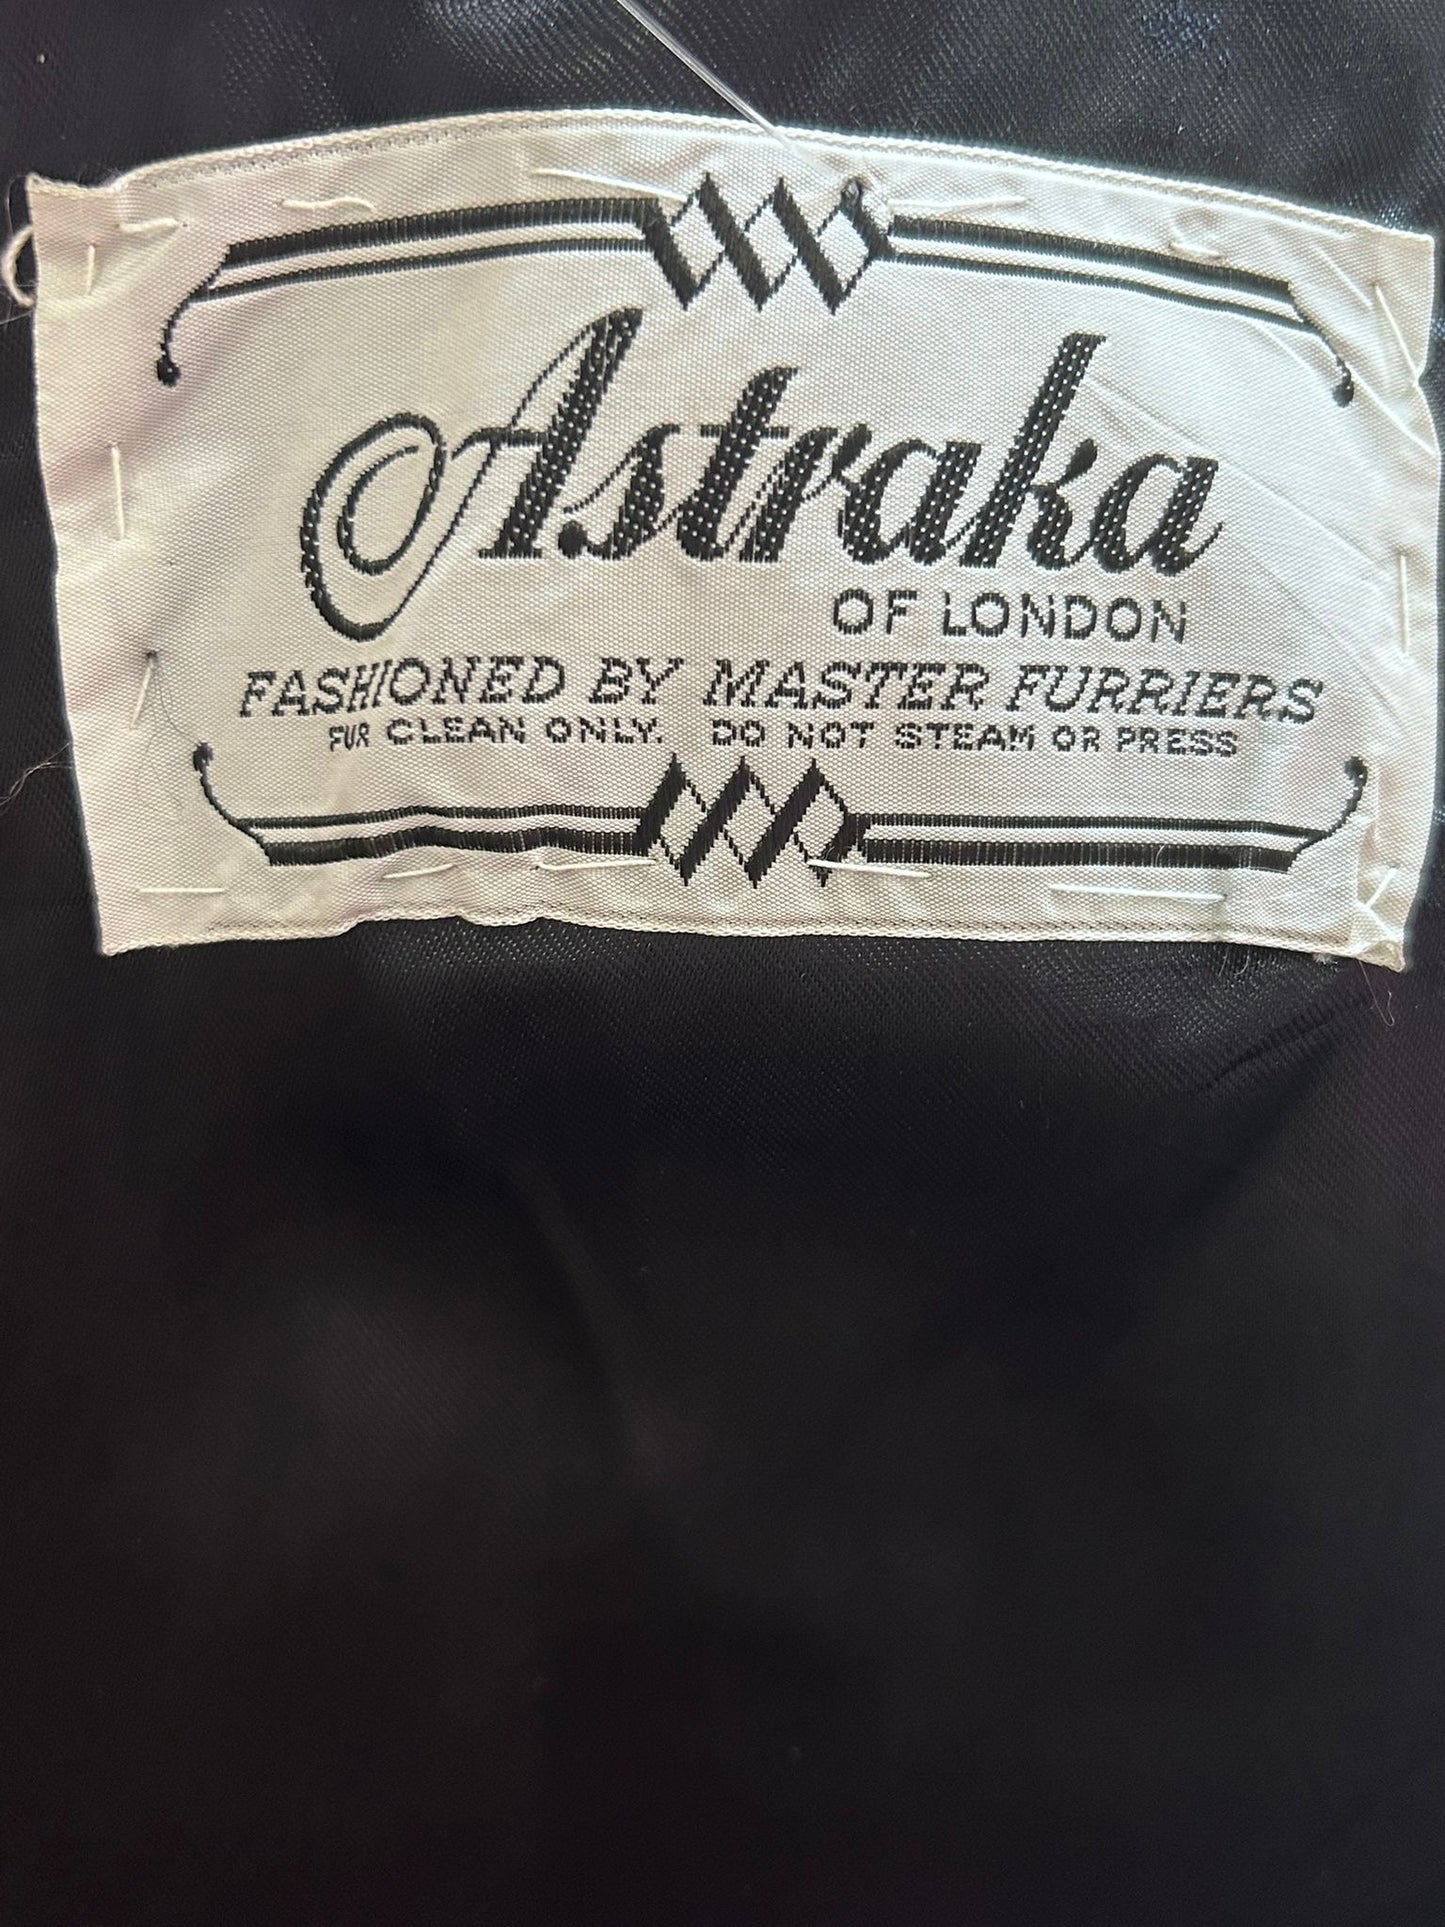 Astraka
OF LONDON
FASHIONED BY MASTER FURRIERS
FUR CLEAN ONLY. DO NOT STEAM OR PRESS